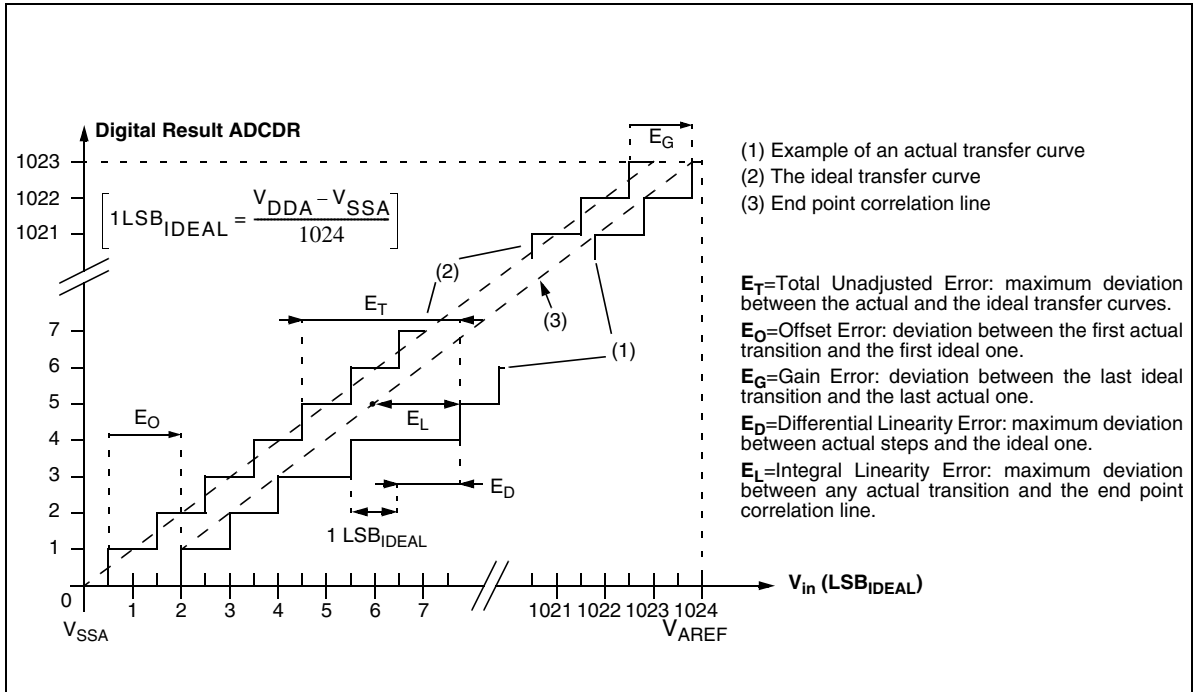 Digital Result ADCDR
1023
1022
1021
[1LSB_IDEAL = (V_DDA – V_SSA) / 1024]
7
6
5
4
3
2
1
0
E_G
(2)
E_T
(3)
(1)
E_O
E_L
E_D
1 LSB_IDEAL
1 2 3 4 5 6 7 1021 1022 1023 1024
V_in (LSB_IDEAL)
V_SSA
V_AREF
(1) Example of an actual transfer curve
(2) The ideal transfer curve
(3) End point correlation line
E_T=Total Unadjusted Error: maximum deviation
between the actual and the ideal transfer curves.
E_O=Offset Error: deviation between the first actual
transition and the first ideal one.
E_G=Gain Error: deviation between the last ideal
transition and the last actual one.
E_D=Differential Linearity Error: maximum deviation
between actual steps and the ideal one.
E_L=Integral Linearity Error: maximum deviation
between any actual transition and the end point
correlation line.